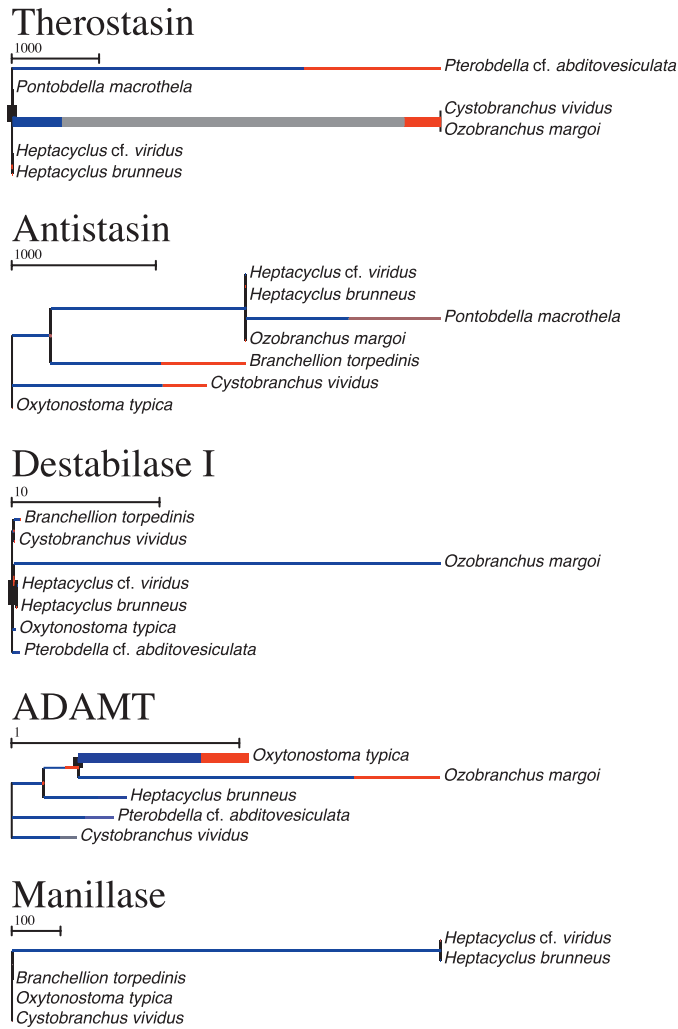 Therostasin
1000
Pterobdella cf. abditovesiculata
Pontobdella macrothela
Cystobranchus vividus
Ozobranchus margoi
Heptacyclus cf. viridus
Heptacyclus brunneus
Antistasin
1000
Heptacyclus cf. viridus
Heptacyclus brunneus
Pontobdella macrothela
Ozobranchus margoi
Branchellion torpedinis
Cystobranchus vividus
Oxytonostoma typica
Destabilase I
10
Branchellion torpedinis
Cystobranchus vividus
Ozobranchus margoi
Heptacyclus cf. viridus
Heptacyclus brunneus
Oxytonostoma typica
Pterobdella cf. abditovesiculata
ADAMT
1
Oxytonostoma typica
Ozobranchus margoi
Heptacyclus brunneus
Pterobdella cf. abditovesiculata
Cystobranchus vividus
Manillase
100
Heptacyclus cf. viridus
Heptacyclus brunneus
Branchellion torpedinis
Oxytonostoma typica
Cystobranchus vividus